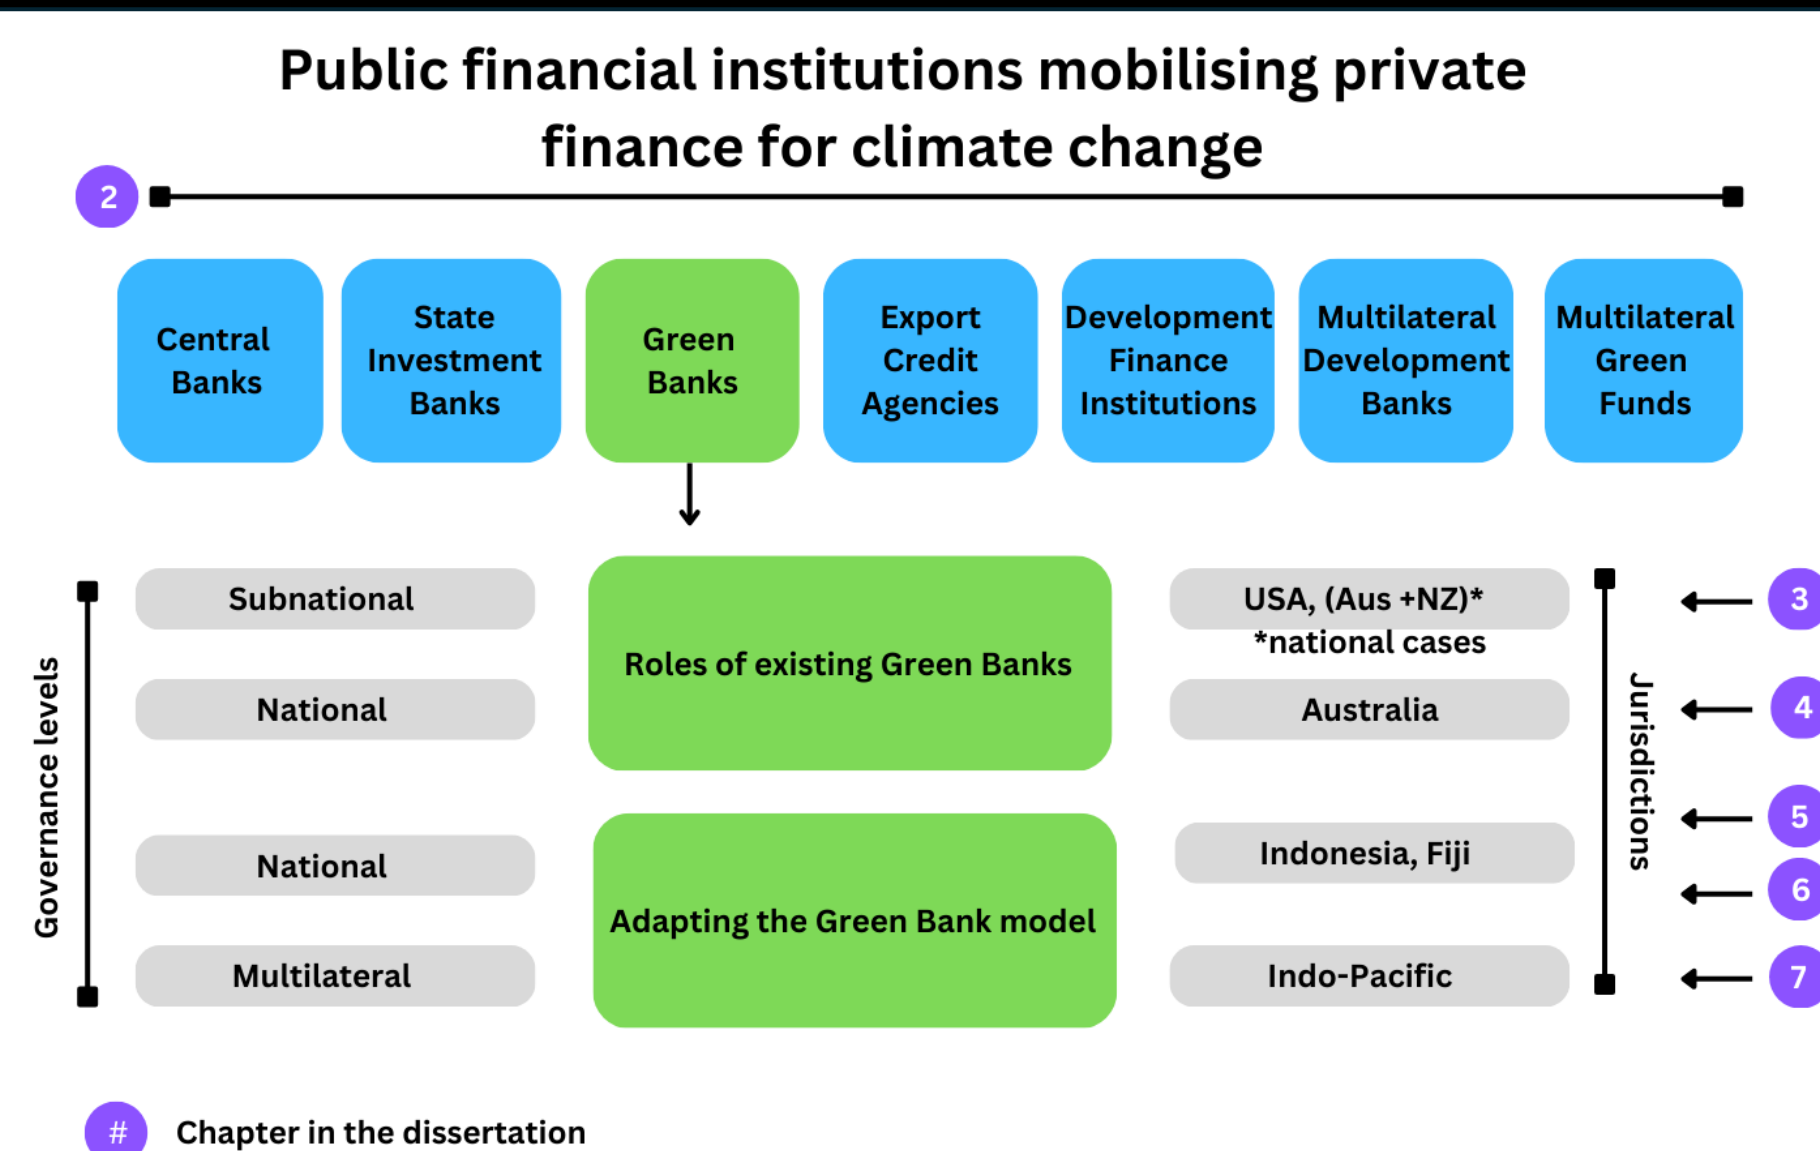 Public financial institutions mobilising private
finance for climate change
2
Central
Banks
State
Investment
Banks
Green
Banks
Export
Credit
Agencies
Development
Finance
Institutions
Multilateral
Development
Banks
Multilateral
Green
Funds
Governance levels
Subnational
National
National
Multilateral
Roles of existing Green Banks
Adapting the Green Bank model
USA, (Aus +NZ)*
*national cases
Australia
Indonesia, Fiji
Indo-Pacific
Jurisdictions
3
4
5
6
7
# Chapter in the dissertation